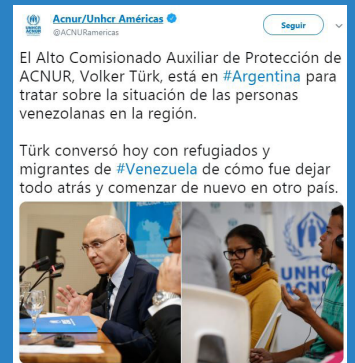 Acnur/Unhcr Américas
@ACNURamericas
Seguir
El Alto Comisionado Auxiliar de Protección de
ACNUR, Volker Türk, está en #Argentina para
tratar sobre la situación de las personas
venezolanas en la región.
Türk conversó hoy con refugiados y
migrantes de #Venezuela de cómo fue dejar
todo atrás y comenzar de nuevo en otro país.
UNHCR
ACNUR